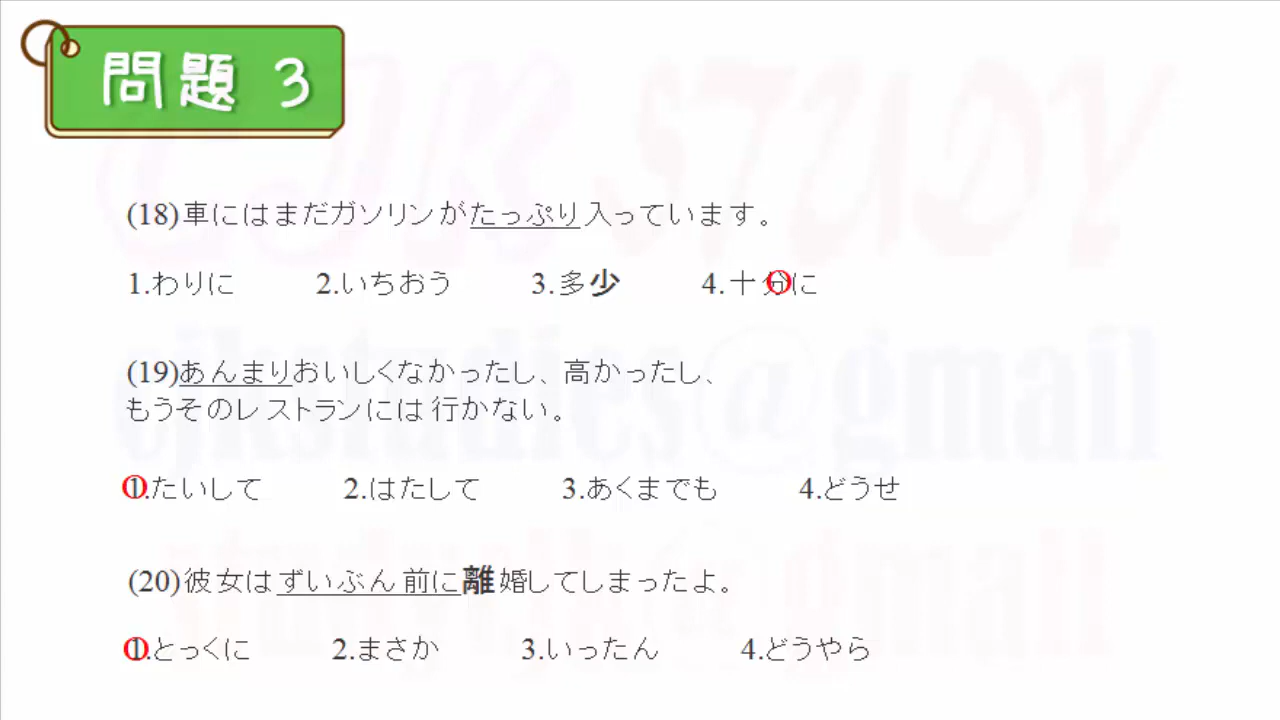 問題 3
CJK STUDY
(18)車にはまだガソリンがたっぷり入っています。
1.わりに 2.いちおう 3.多少 4.十分に
cjkstudies@gmail
(19)あんまりおいしくなかったし、高かったし、
もうそのレストランには行かない。
1.たいして 2.はたして 3.あくまでも 4.どうせ
(20)彼女はずいぶん前に離婚してしまったよ。
1.とっくに 2.まさか 3.いったん 4.どうやら